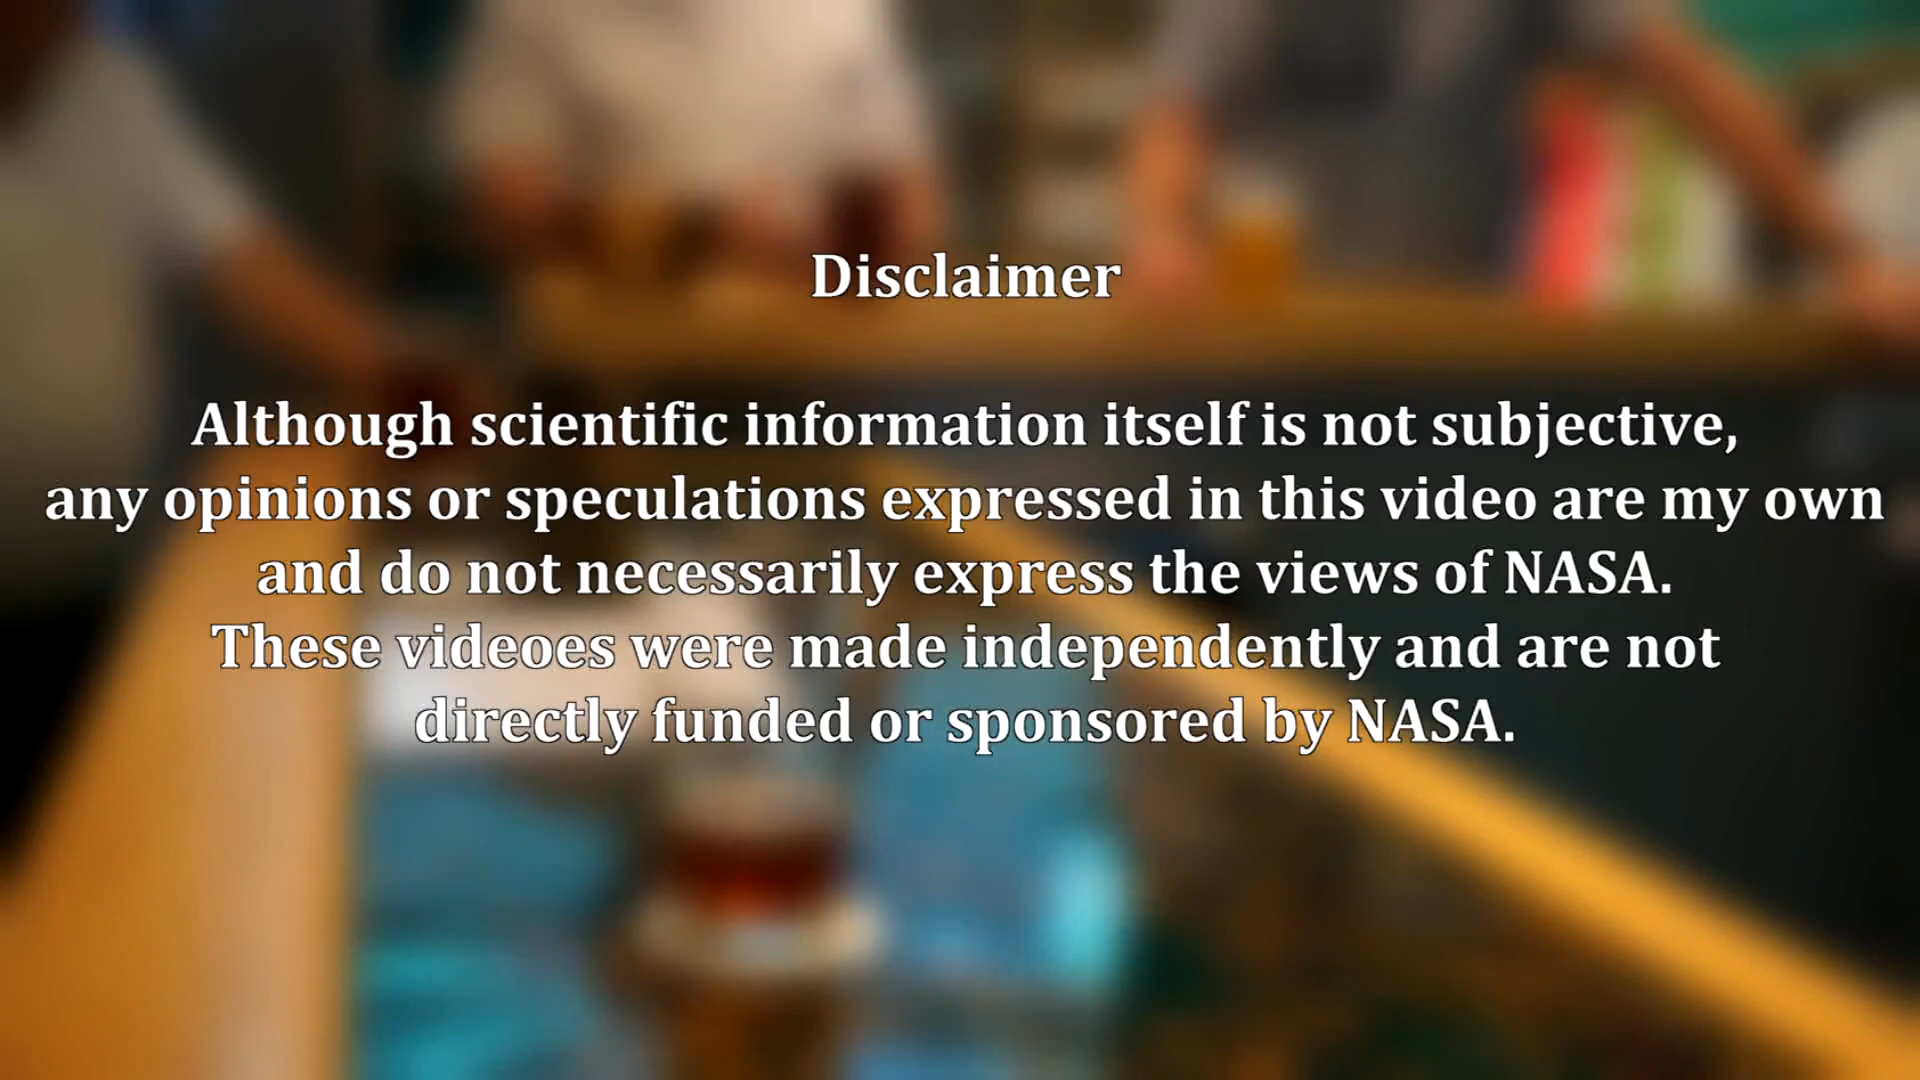 Disclaimer
Although scientific information itself is not subjective,
any opinions or speculations expressed in this video are my own
and do not necessarily express the views of NASA.
These videoes were made independently and are not
directly funded or sponsored by NASA.